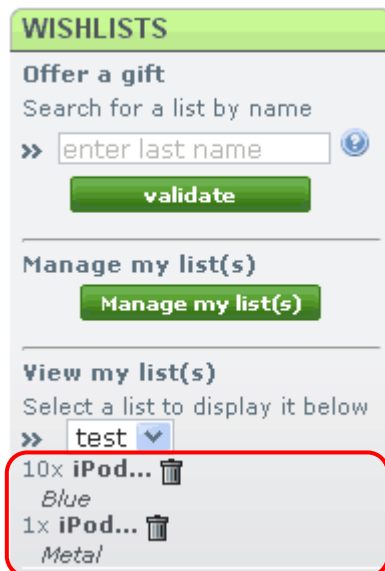 WISHLISTS
Offer a gift
Search for a list by name
» enter last name
validate
Manage my list(s)
Manage my list(s)
View my list(s)
Select a list to display it below
» test
10x iPod...
Blue
1x iPod...
Metal